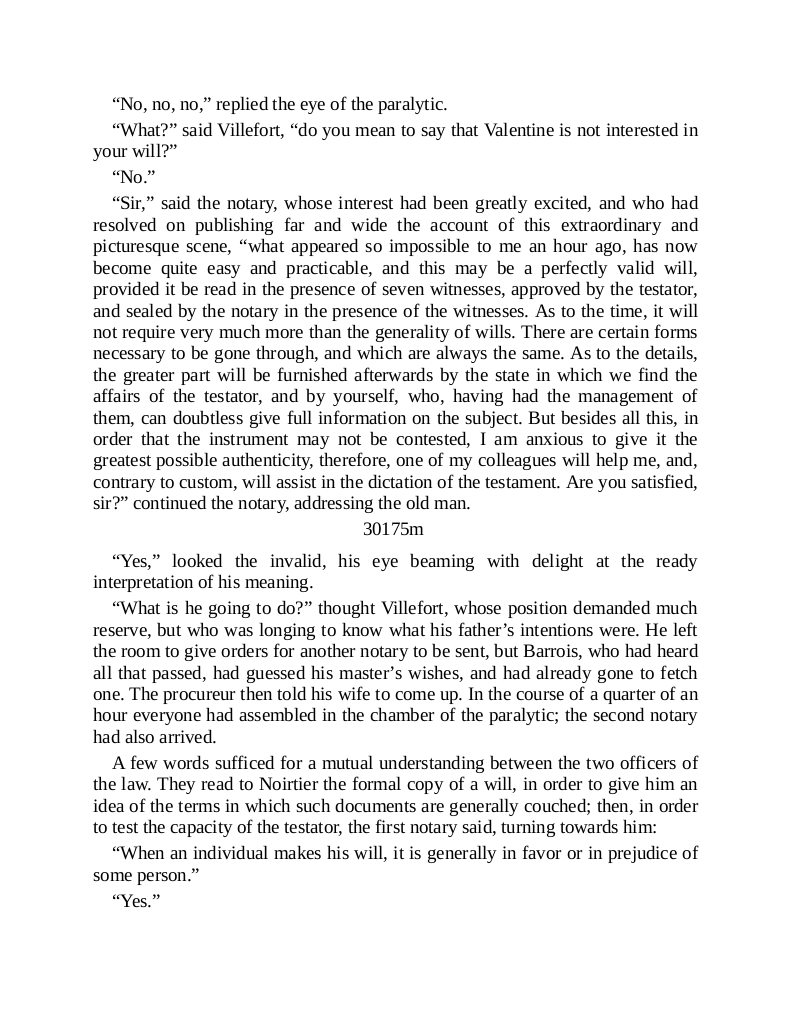 “No, no, no,” replied the eye of the paralytic.
“What?” said Villefort, “do you mean to say that Valentine is not interested in
your will?”
“No.”
“Sir,” said the notary, whose interest had been greatly excited, and who had
resolved on publishing far and wide the account of this extraordinary and
picturesque scene, “what appeared so impossible to me an hour ago, has now
become quite easy and practicable, and this may be a perfectly valid will,
provided it be read in the presence of seven witnesses, approved by the testator,
and sealed by the notary in the presence of the witnesses. As to the time, it will
not require very much more than the generality of wills. There are certain forms
necessary to be gone through, and which are always the same. As to the details,
the greater part will be furnished afterwards by the state in which we find the
affairs of the testator, and by yourself, who, having had the management of
them, can doubtless give full information on the subject. But besides all this, in
order that the instrument may not be contested, I am anxious to give it the
greatest possible authenticity, therefore, one of my colleagues will help me, and,
contrary to custom, will assist in the dictation of the testament. Are you satisfied,
sir?” continued the notary, addressing the old man.
30175m
“Yes,” looked the invalid, his eye beaming with delight at the ready
interpretation of his meaning.
“What is he going to do?” thought Villefort, whose position demanded much
reserve, but who was longing to know what his father’s intentions were. He left
the room to give orders for another notary to be sent, but Barrois, who had heard
all that passed, had guessed his master’s wishes, and had already gone to fetch
one. The procureur then told his wife to come up. In the course of a quarter of an
hour everyone had assembled in the chamber of the paralytic; the second notary
had also arrived.
A few words sufficed for a mutual understanding between the two officers of
the law. They read to Noirtier the formal copy of a will, in order to give him an
idea of the terms in which such documents are generally couched; then, in order
to test the capacity of the testator, the first notary said, turning towards him:
“When an individual makes his will, it is generally in favor or in prejudice of
some person.”
“Yes.”